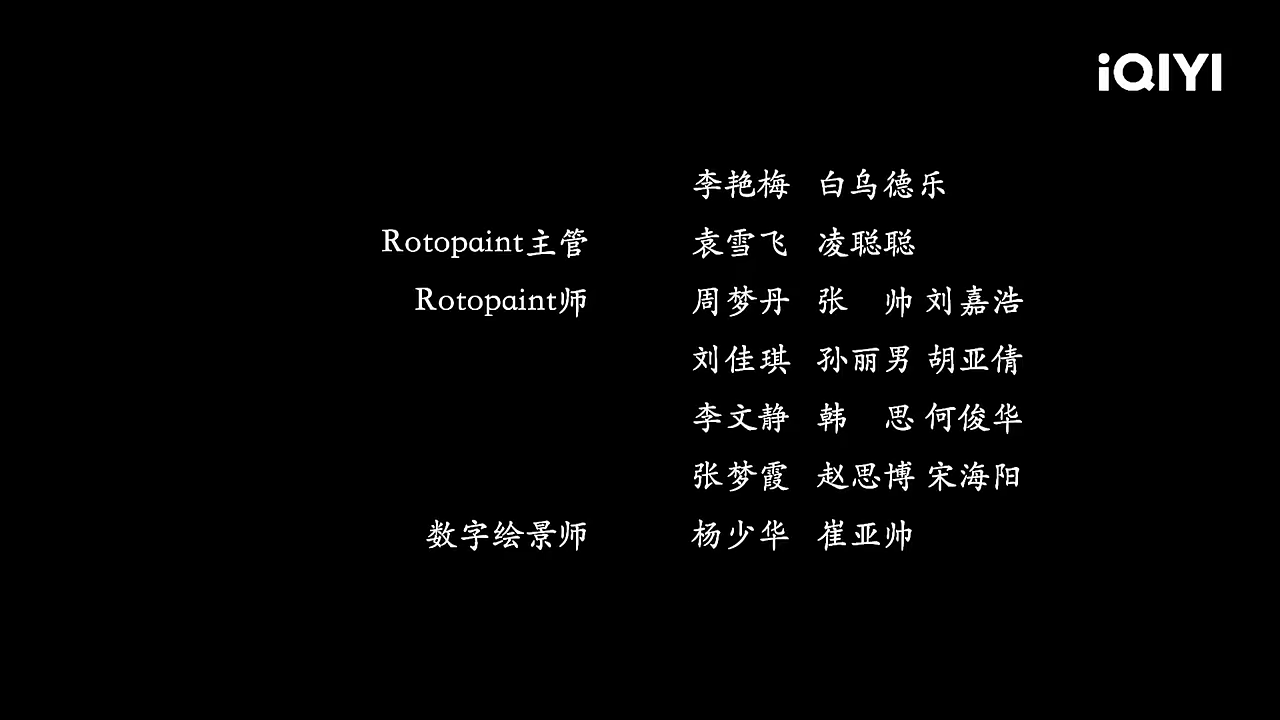 iQIYI
李艳梅 白乌德乐
Rotopaint主管 袁雪飞 凌聪聪
Rotopaint师 周梦丹 张 帅 刘嘉浩
刘佳琪 孙丽男 胡亚倩
李文静 韩 思 何俊华
张梦霞 赵思博 宋海阳
数字绘景师 杨少华 崔亚帅